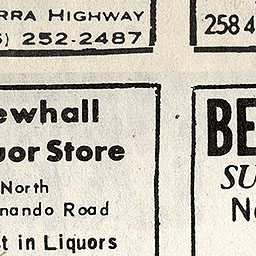 RRA HIGHWAY
) 252-2487
258 4
ewhall
uor Store
North
nando Road
t in Liquors
BE
SU
N